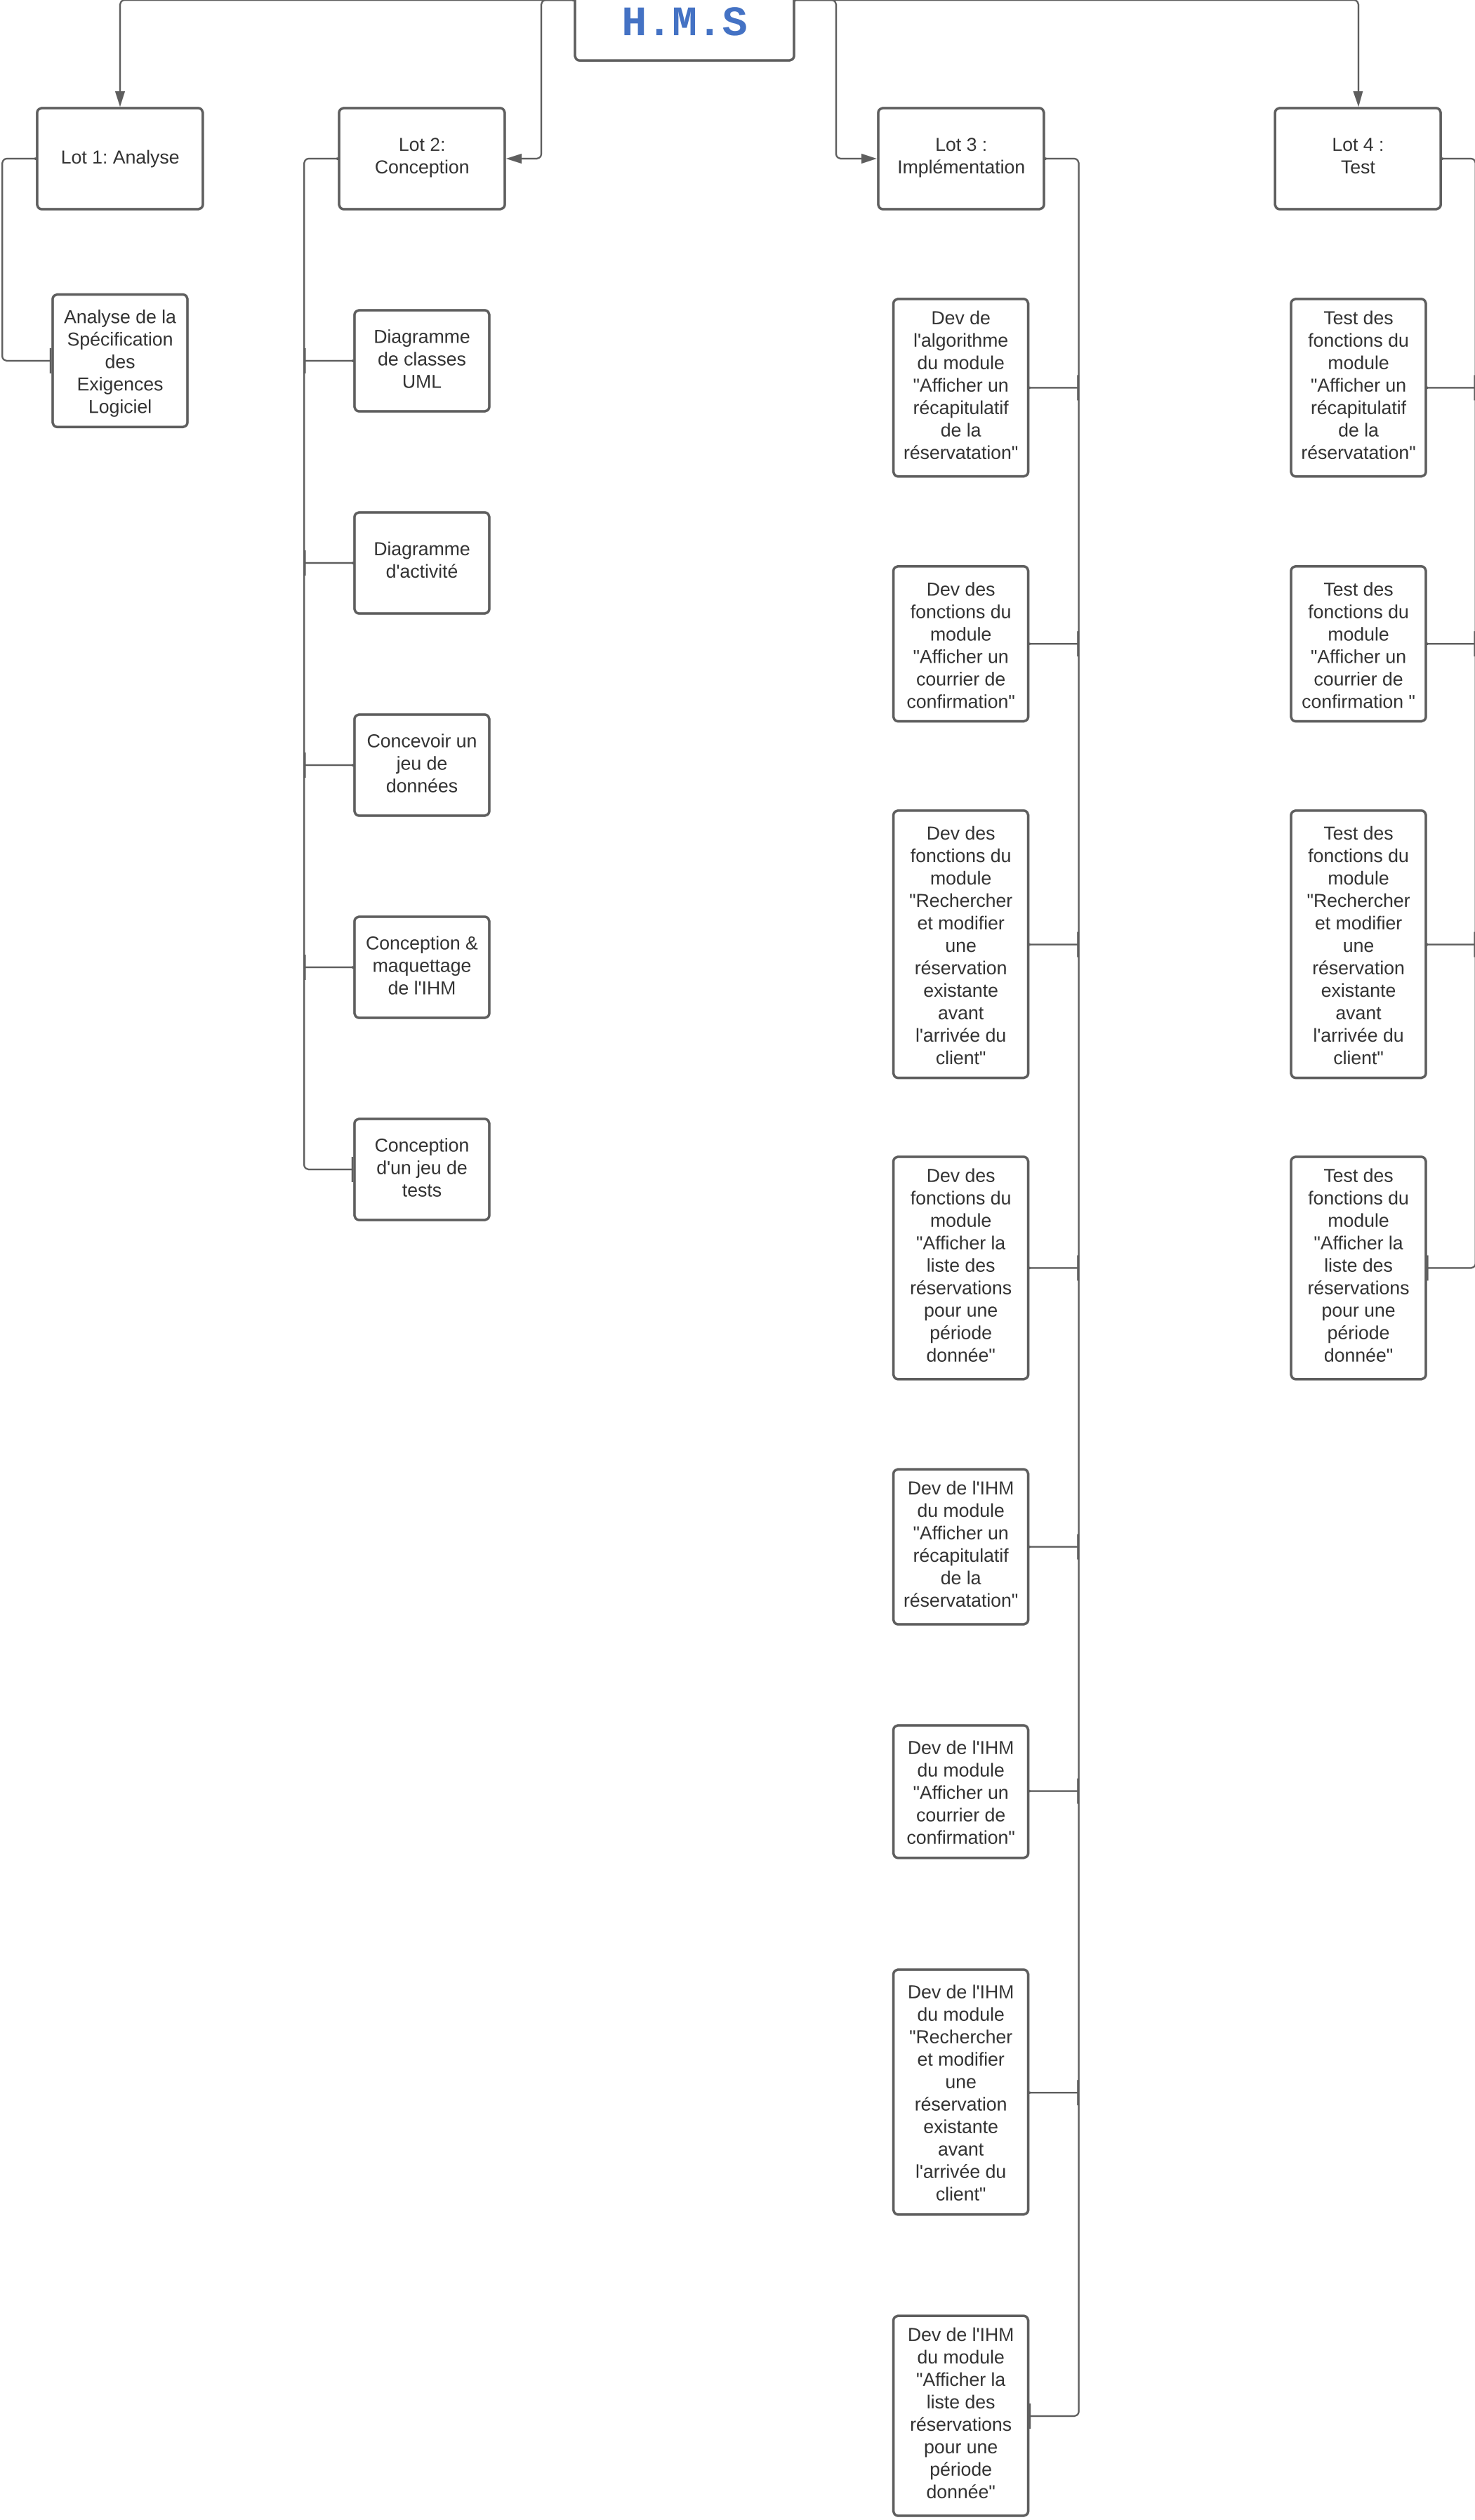 H.M.S
Lot 1: Analyse
Analyse de la
Spécification
des
Exigences
Logiciel
Lot 2:
Conception
Diagramme
de classes
UML
Diagramme
d'activité
Concevoir un
jeu de
données
Conception &
maquettage
de l'IHM
Conception
d'un jeu de
tests
Lot 3 :
Implémentation
Dev de
l'algorithme
du module
"Afficher un
récapitulatif
de la
réservatation"
Dev des
fonctions du
module
"Afficher un
courrier de
confirmation"
Dev des
fonctions du
module
"Rechercher
et modifier
une
réservation
existante
avant
l'arrivée du
client"
Dev des
fonctions du
module
"Afficher la
liste des
réservations
pour une
période
donnée"
Dev de l'IHM
du module
"Afficher un
récapitulatif
de la
réservatation"
Dev de l'IHM
du module
"Afficher un
courrier de
confirmation"
Dev de l'IHM
du module
"Rechercher
et modifier
une
réservation
existante
avant
l'arrivée du
client"
Dev de l'IHM
du module
"Afficher la
liste des
réservations
pour une
période
donnée"
Lot 4 :
Test
Test des
fonctions du
module
"Afficher un
récapitulatif
de la
réservatation"
Test des
fonctions du
module
"Afficher un
courrier de
confirmation "
Test des
fonctions du
module
"Rechercher
et modifier
une
réservation
existante
avant
l'arrivée du
client"
Test des
fonctions du
module
"Afficher la
liste des
réservations
pour une
période
donnée"